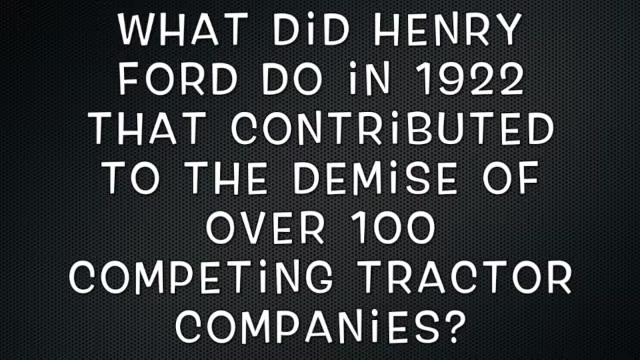 WHAT DiD HENRY
FORD DO iN 1922
THAT CONTRiBUTED
TO THE DEMiSE OF
OVER 100
COMPETiNG TRACTOR
COMPANiES?